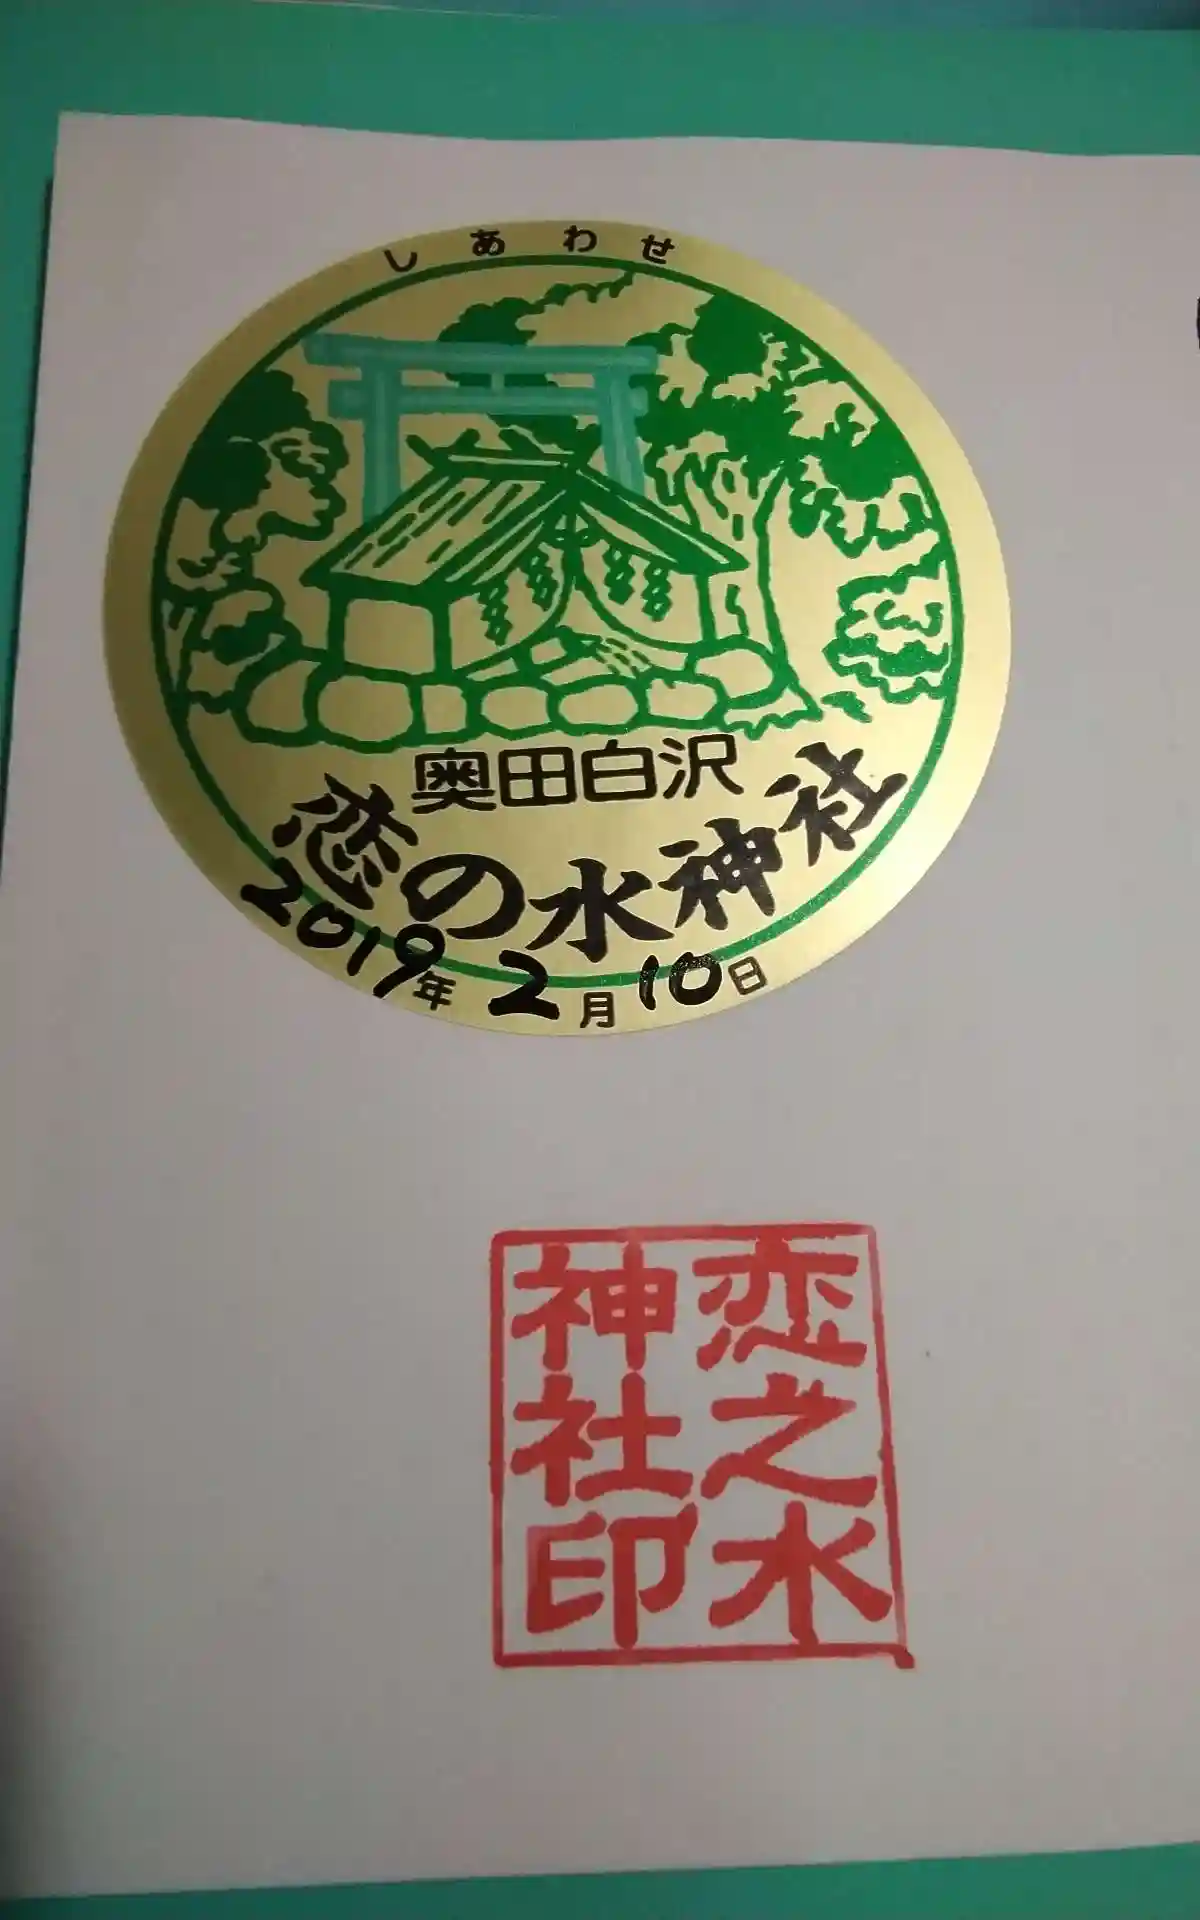 しあわせ
奥田白沢
恋の水神社
2019年2月10日
恋之水
神社印